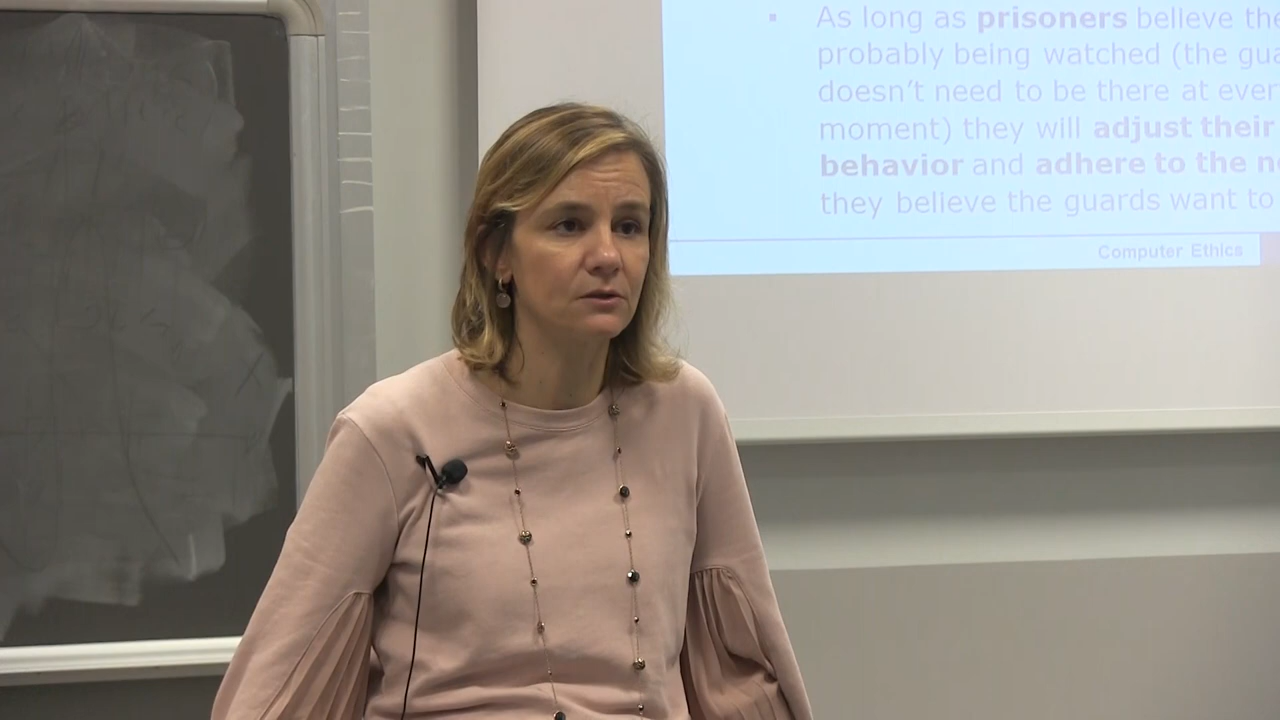 ▪ As long as prisoners believe the
probably being watched (the gua
doesn't need to be there at ever
moment) they will adjust their
behavior and adhere to the no
they believe the guards want to
Computer Ethics